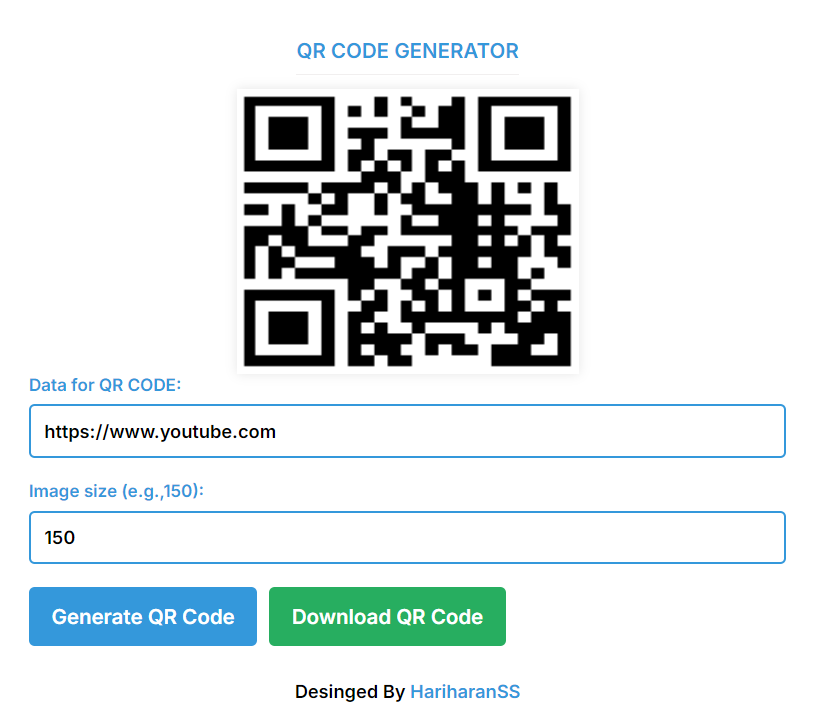 QR CODE GENERATOR
Data for QR CODE:
https://www.youtube.com
Image size (e.g.,150):
150
Generate QR Code
Download QR Code
Desinged By HariharanSS